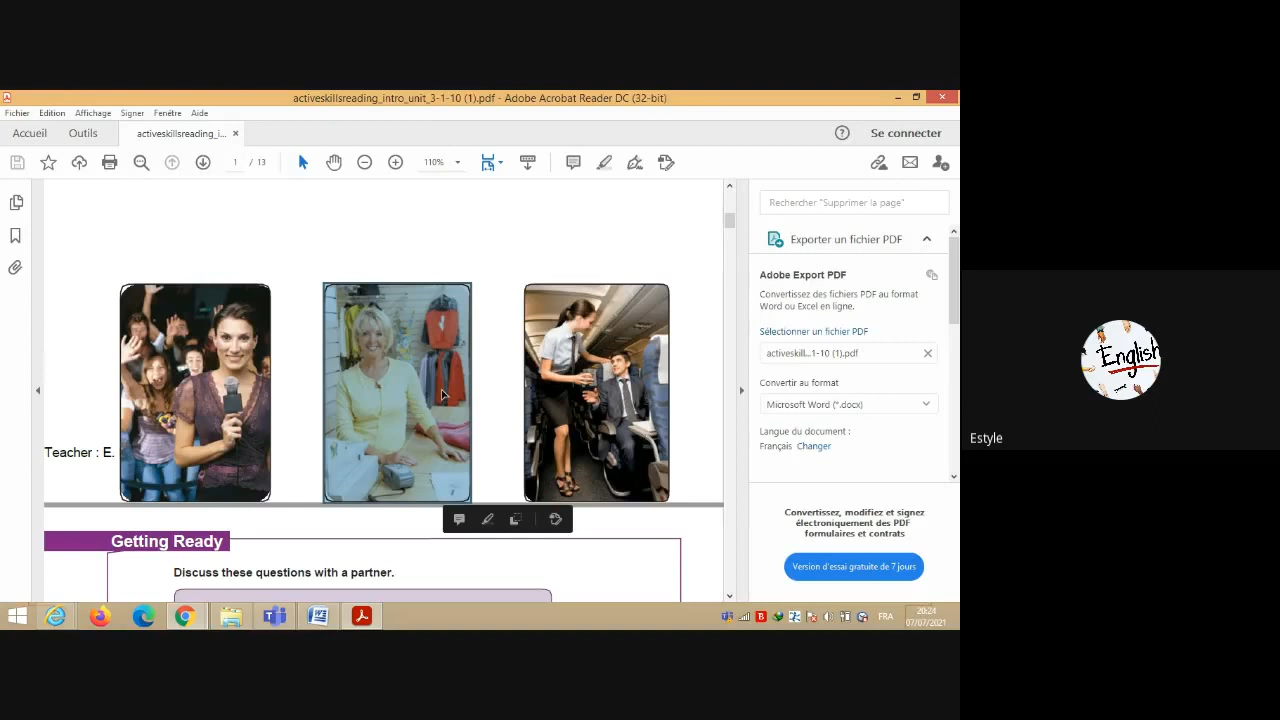 activeskillsreading_intro_unit_3-1-10 (1).pdf - Adobe Acrobat Reader DC (32-bit)
Fichier Edition Affichage Signer Fenêtre Aide
Accueil Outils activeskillsreading_i... × Se connecter
1 / 13 110%
Rechercher "Supprimer la page"
Exporter un fichier PDF
Adobe Export PDF
Convertissez des fichiers PDF au format
Word ou Excel en ligne.
Sélectionner un fichier PDF
activeskill...1-10 (1).pdf
Convertir au format
Microsoft Word (*.docx)
Langue du document :
Français Changer
Convertissez, modifiez et signez
électroniquement des PDF
formulaires et contrats
Version d'essai gratuite de 7 jours
Teacher : E.
Getting Ready
Discuss these questions with a partner.
FRA
20:24
07/07/2021
English
Estyle